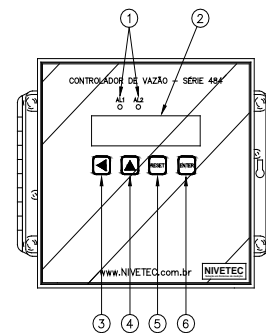 1 2
CONTROLADOR DE VAZÃO - SÉRIE 484
AL1 AL2
RESET ENTER
www.NIVETEC.com.br NIVETEC
3 4 5 6